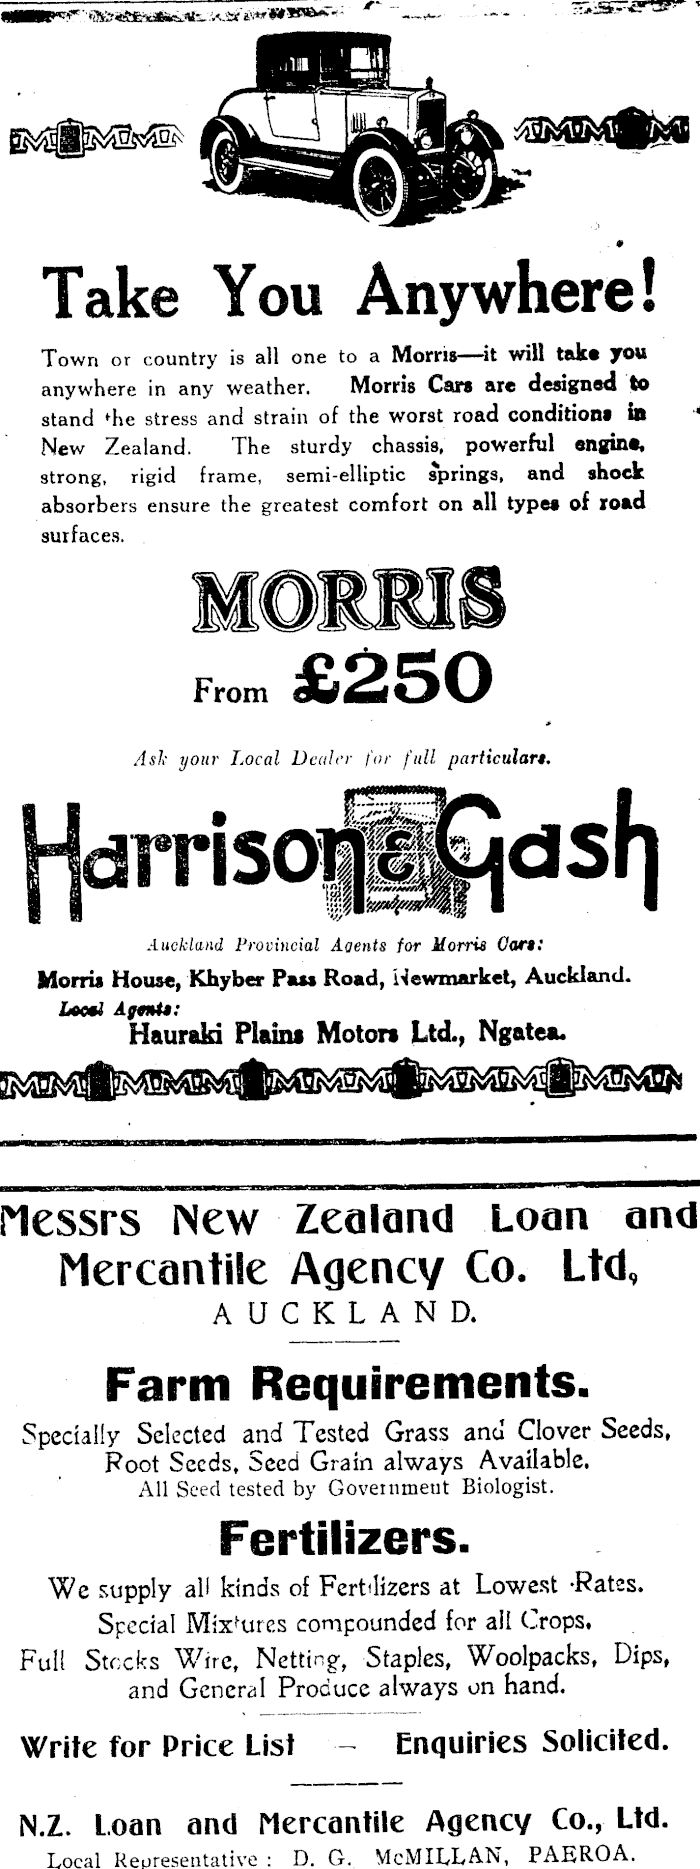 Take You Anywhere!
Town or country is all one to a Morris—it will take you
anywhere in any weather. Morris Cars are designed to
stand the stress and strain of the worst road conditions in
New Zealand. The sturdy chassis, powerful engine,
strong, rigid frame, semi-elliptic springs, and shock
absorbers ensure the greatest comfort on all types of road
surfaces.
MORRIS
From £250
Ask your Local Dealer for full particulars.
Harrison & Gash
Auckland Provincial Agents for Morris Cars:
Morris House, Khyber Pass Road, Newmarket, Auckland.
Local Agents:
Hauraki Plains Motors Ltd., Ngatea.
Messrs New Zealand Loan and
Mercantile Agency Co. Ltd,
AUCKLAND.
Farm Requirements.
Specially Selected and Tested Grass and Clover Seeds,
Root Seeds, Seed Grain always Available.
All Seed tested by Government Biologist.
Fertilizers.
We supply all kinds of Fertilizers at Lowest Rates.
Special Mixtures compounded for all Crops.
Full Stocks Wire, Netting, Staples, Woolpacks, Dips,
and General Produce always on hand.
Write for Price List — Enquiries Solicited.
N.Z. Loan and Mercantile Agency Co., Ltd.
Local Representative: D. G. McMILLAN, PAEROA.